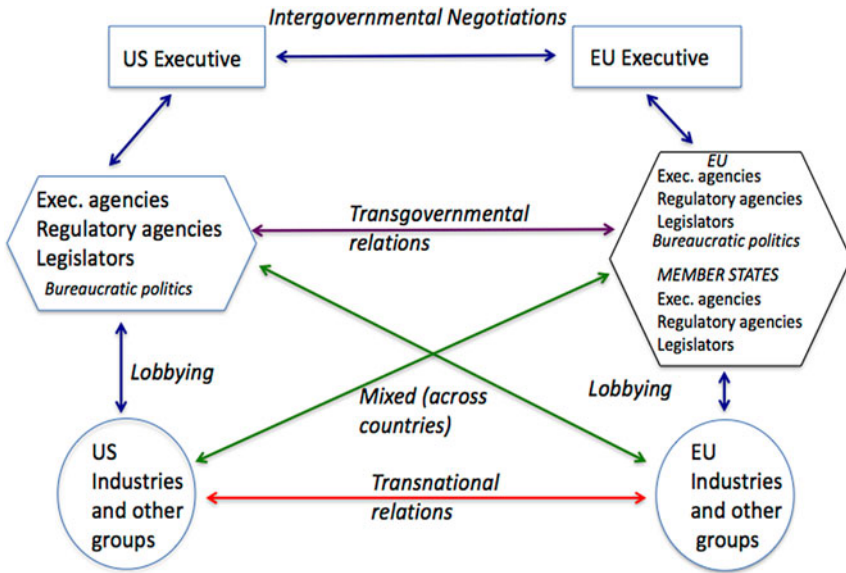 Intergovernmental Negotiations
US Executive
EU Executive
Exec. agencies
Regulatory agencies
Legislators
Bureaucratic politics
Transgovernmental
relations
EU
Exec. agencies
Regulatory agencies
Legislators
Bureaucratic politics
MEMBER STATES
Exec. agencies
Regulatory agencies
Legislators
Lobbying
Mixed (across
countries)
Lobbying
US
Industries
and other
groups
Transnational
relations
EU
Industries
and other
groups